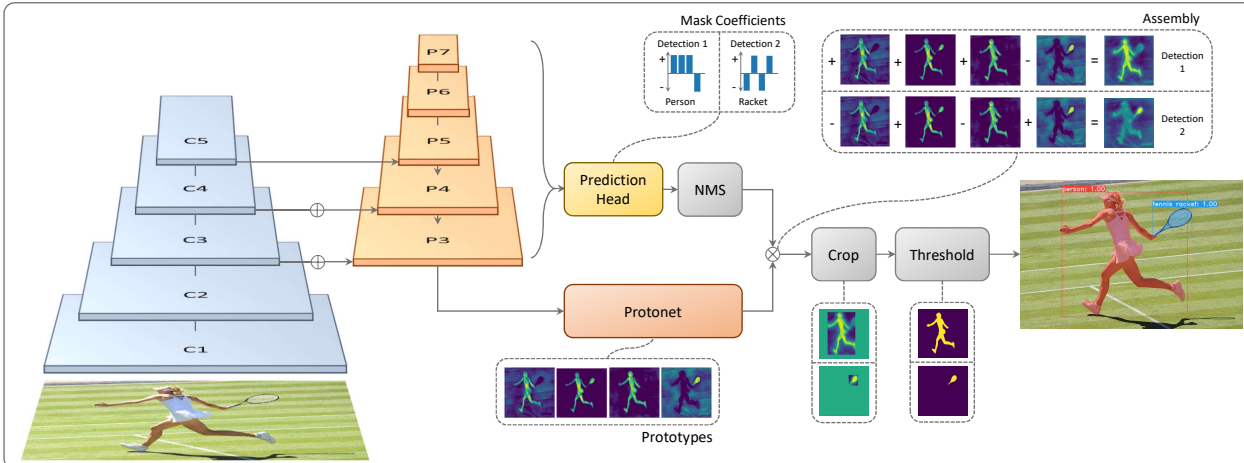 Mask Coefficients
Detection 1
Detection 2
+
-
+
-
Person
Racket
Assembly
+ + + - =
Detection
1
- + - + =
Detection
2
P7
P6
P5
P4
P3
C5
C4
C3
C2
C1
Prediction
Head
NMS
Crop
Threshold
Protonet
Prototypes
person: 1.00
tennis racket: 1.00